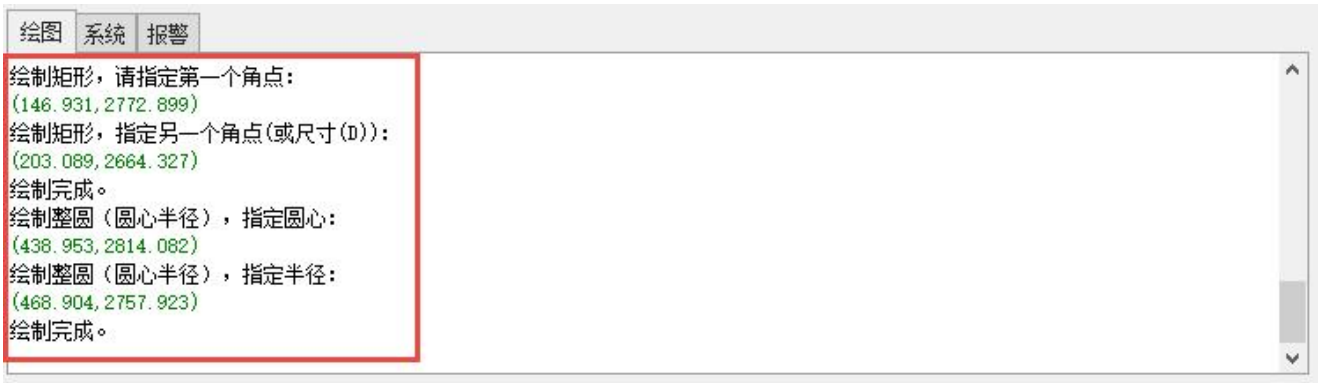 绘图 系统 报警
绘制矩形，请指定第一个角点：
(146.931,2772.899)
绘制矩形，指定另一个角点(或尺寸(D))：
(203.089,2664.327)
绘制完成。
绘制整圆（圆心半径），指定圆心：
(438.953,2814.082)
绘制整圆（圆心半径），指定半径：
(468.904,2757.923)
绘制完成。